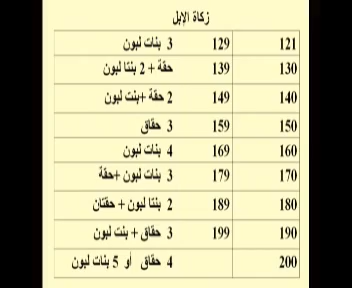 زكاة الإبل
121 129 3 بنات لبون
130 139 حقة + 2 بنتا لبون
140 149 2 حقة +بنت لبون
150 159 3 حقاق
160 169 4 بنات لبون
170 179 3 بنات لبون +حقة
180 189 2 بنتا لبون + حقتان
190 199 3 حقاق + بنت لبون
200 4 حقاق أو 5 بنات لبون